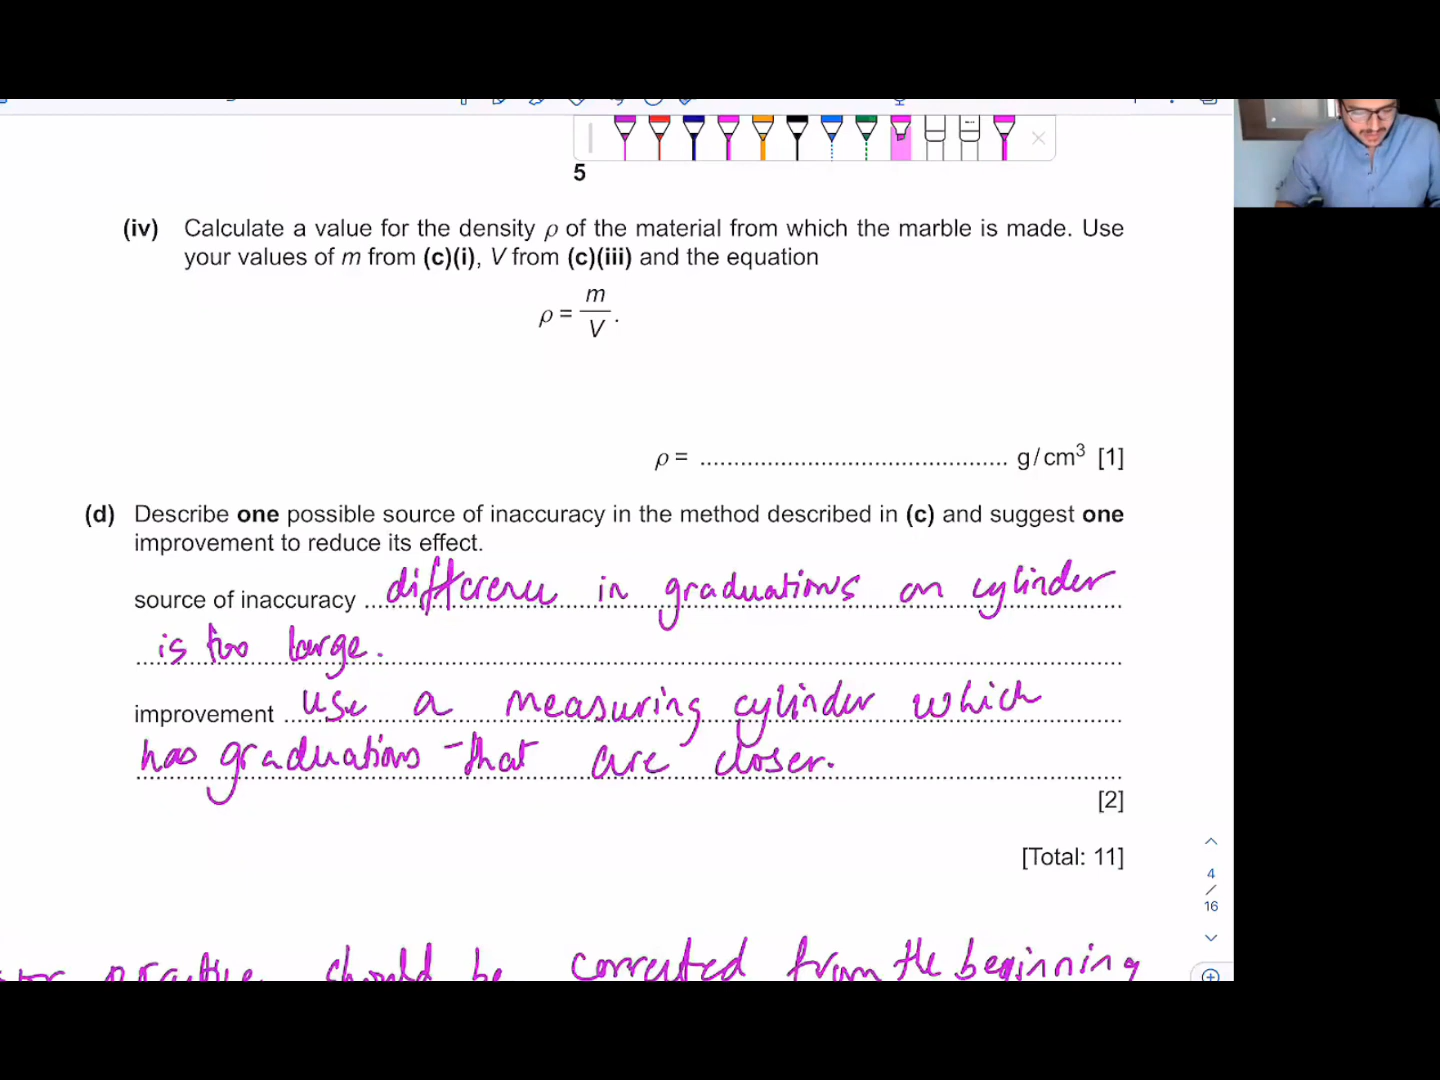 5
(iv) Calculate a value for the density ρ of the material from which the marble is made. Use
your values of m from (c)(i), V from (c)(iii) and the equation
ρ = m / V .
ρ = .............................................. g/cm³ [1]
(d) Describe one possible source of inaccuracy in the method described in (c) and suggest one
improvement to reduce its effect.
source of inaccuracy difference in graduations on cylinder
is too large.
improvement use a measuring cylinder which
has graduations that are closer.
[2]
[Total: 11]
4
/
16
practice should be corrected from the beginning